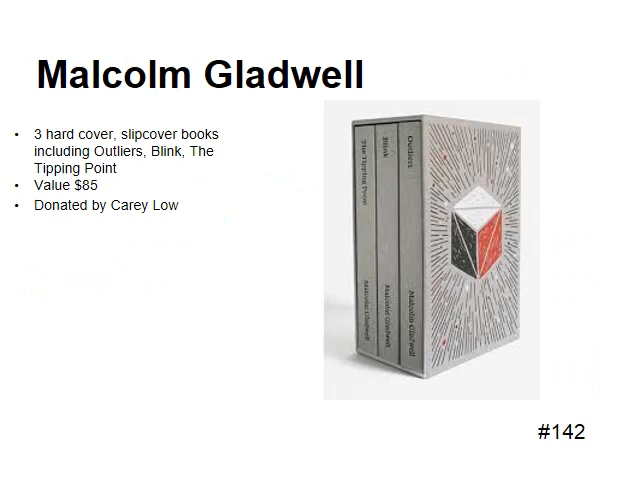 Malcolm Gladwell
• 3 hard cover, slipcover books
including Outliers, Blink, The
Tipping Point
• Value $85
• Donated by Carey Low
The Tipping Point Malcolm Gladwell
Blink Malcolm Gladwell
Outliers Malcolm Gladwell
#142